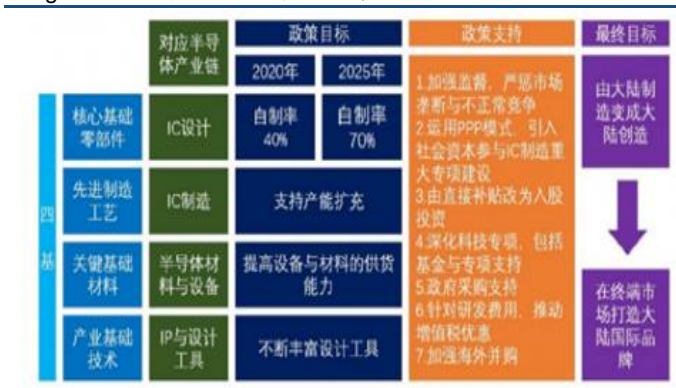 对应半导
体产业链
政策目标
政策支持
最终目标
2020年
2025年
四
基
核心基础
零部件
IC设计
自制率
40%
自制率
70%
先进制造
工艺
IC制造
支持产能扩充
关键基础
材料
半导体材
料与设备
提高设备与材料的供货
能力
产业基础
技术
IP与设计
工具
不断丰富设计工具
1.加强监督,严惩市场
垄断与不正常竞争
2.运用PPP模式,引入
社会资本参与IC制造重
大专项建设
3.由直接补贴改为入股
投资
4.深化科技专项,包括
基金与专项支持
5.政府采购支持
6.针对研发费用,推动
增值税优惠
7.加强海外并购
由大陆制
造变成大
陆创造
在终端市
场打造大
陆国际品
牌